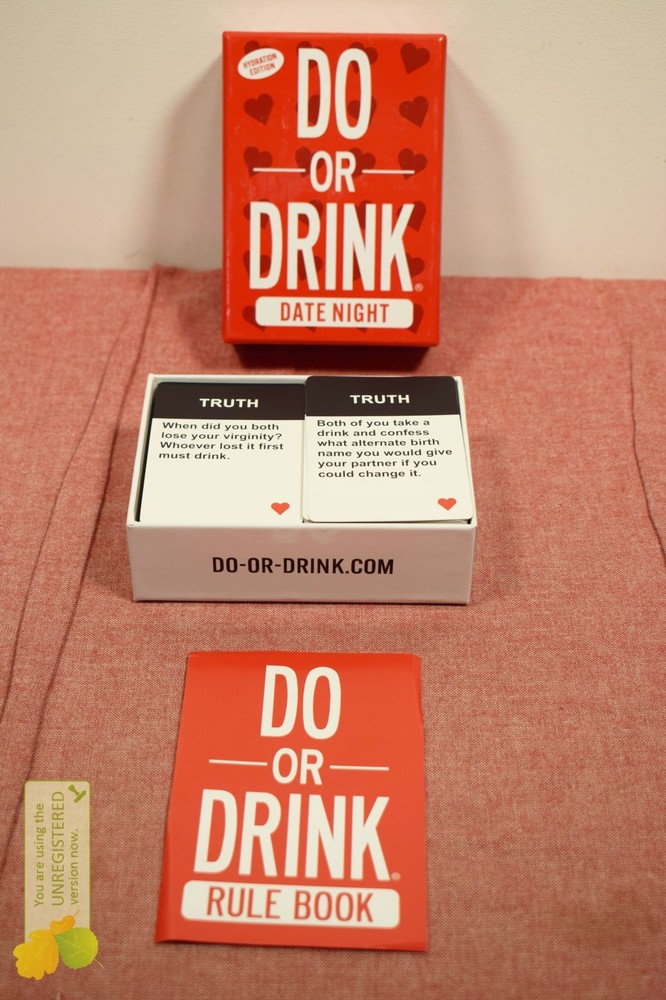 HYDRATION
EDITION
DO
OR
DRINK®
DATE NIGHT
TRUTH
When did you both
lose your virginity?
Whoever lost it first
must drink.
TRUTH
Both of you take a
drink and confess
what alternate birth
name you would give
your partner if you
could change it.
DO-OR-DRINK.COM
DO
OR
DRINK®
RULE BOOK
You are using the
UNREGISTERED
version now.